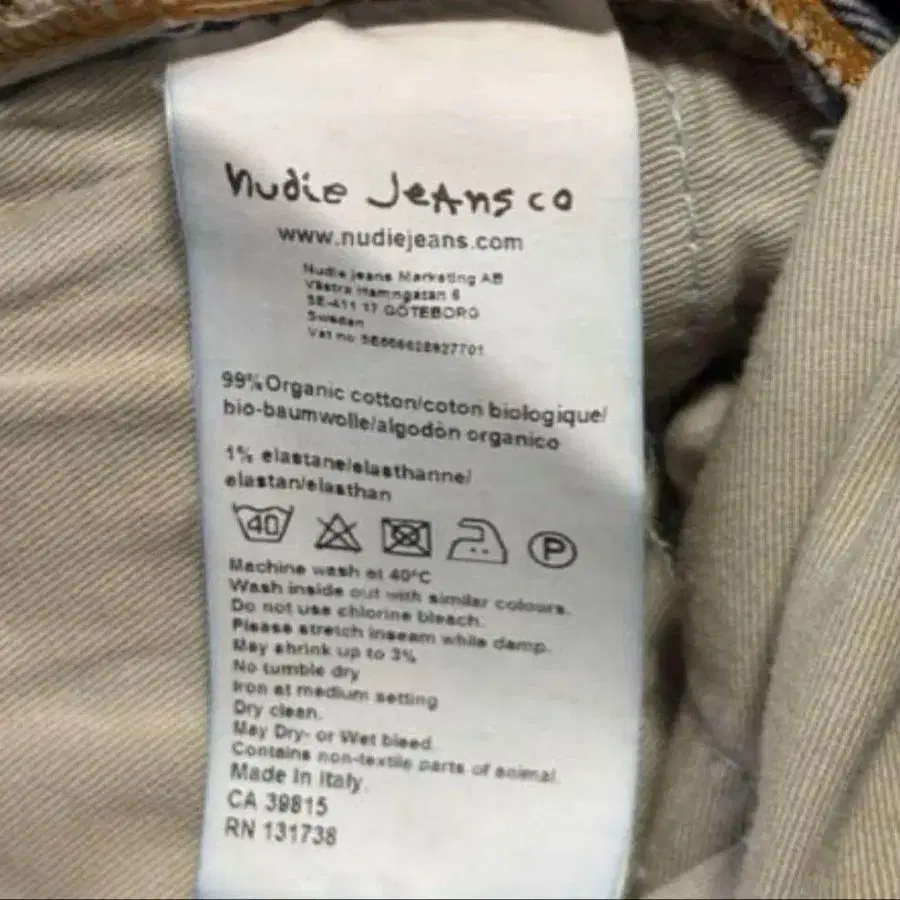 nudie Jeans co
www.nudiejeans.com
Nudie Jeans Marketing AB
Västra Hamngatan 6
SE-411 17 GÖTEBORG
Sweden
Vat no
99% Organic cotton/coton biologique/
bio-baumwolle/algodòn organico
1% elastane/elasthanne/
elastan/elasthan
40 P
Machine wash at 40°C
Wash inside out with similar colours.
Do not use chlorine bleach.
Please stretch inseam while damp.
May shrink up to 3%
No tumble dry
Iron at medium setting
Dry clean.
May Dry- or Wet bleed.
Contains non-textile parts of animal
Made In Italy.
CA 39815
RN 131738